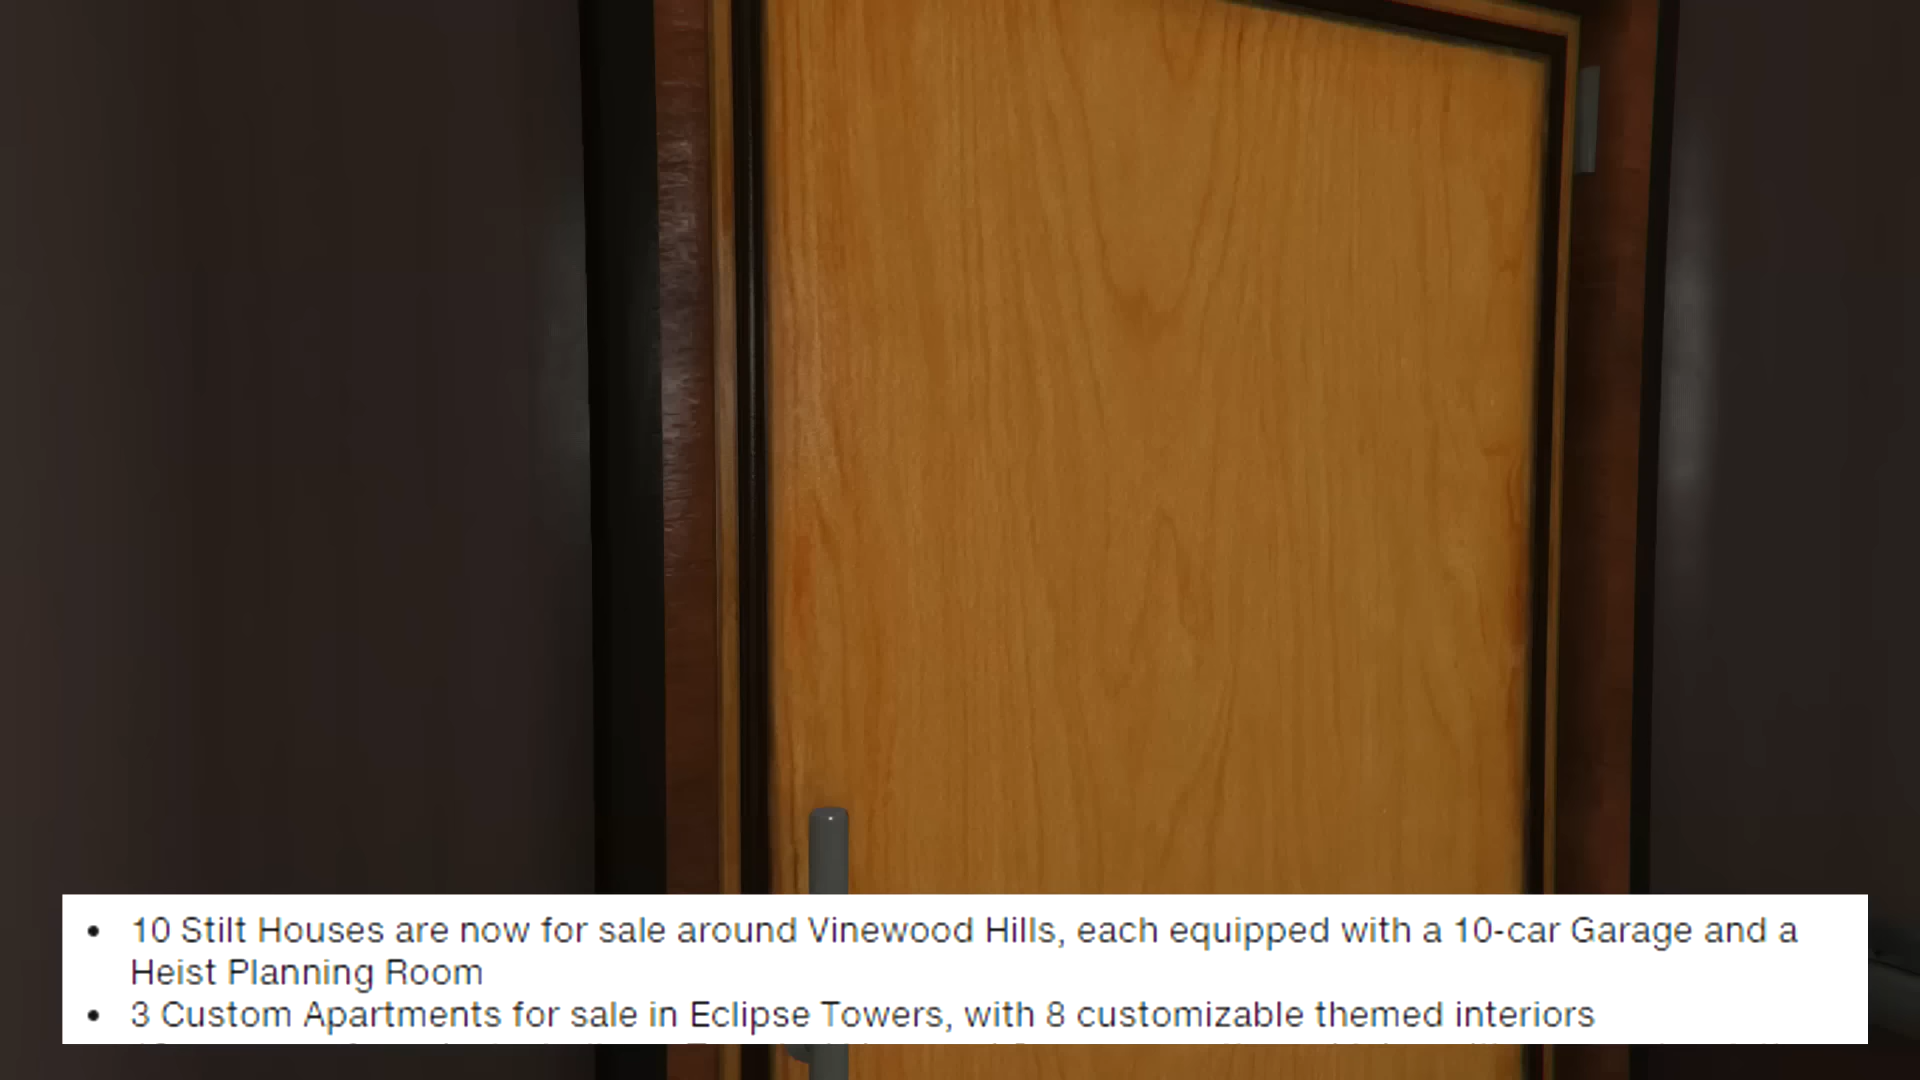 • 10 Stilt Houses are now for sale around Vinewood Hills, each equipped with a 10-car Garage and a
Heist Planning Room
• 3 Custom Apartments for sale in Eclipse Towers, with 8 customizable themed interiors